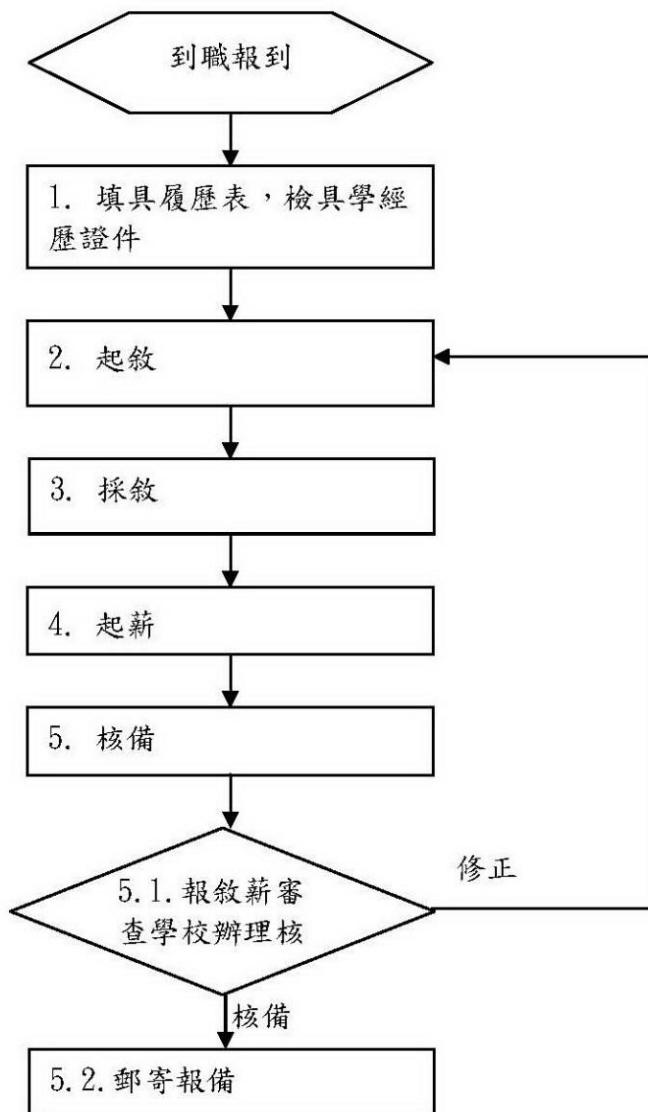 到職報到
1. 填具履歷表，檢具學經
歷證件
2. 起敘
3. 採敘
4. 起薪
5. 核備
5.1.報敘薪審
查學校辦理核
修正
核備
5.2.郵寄報備